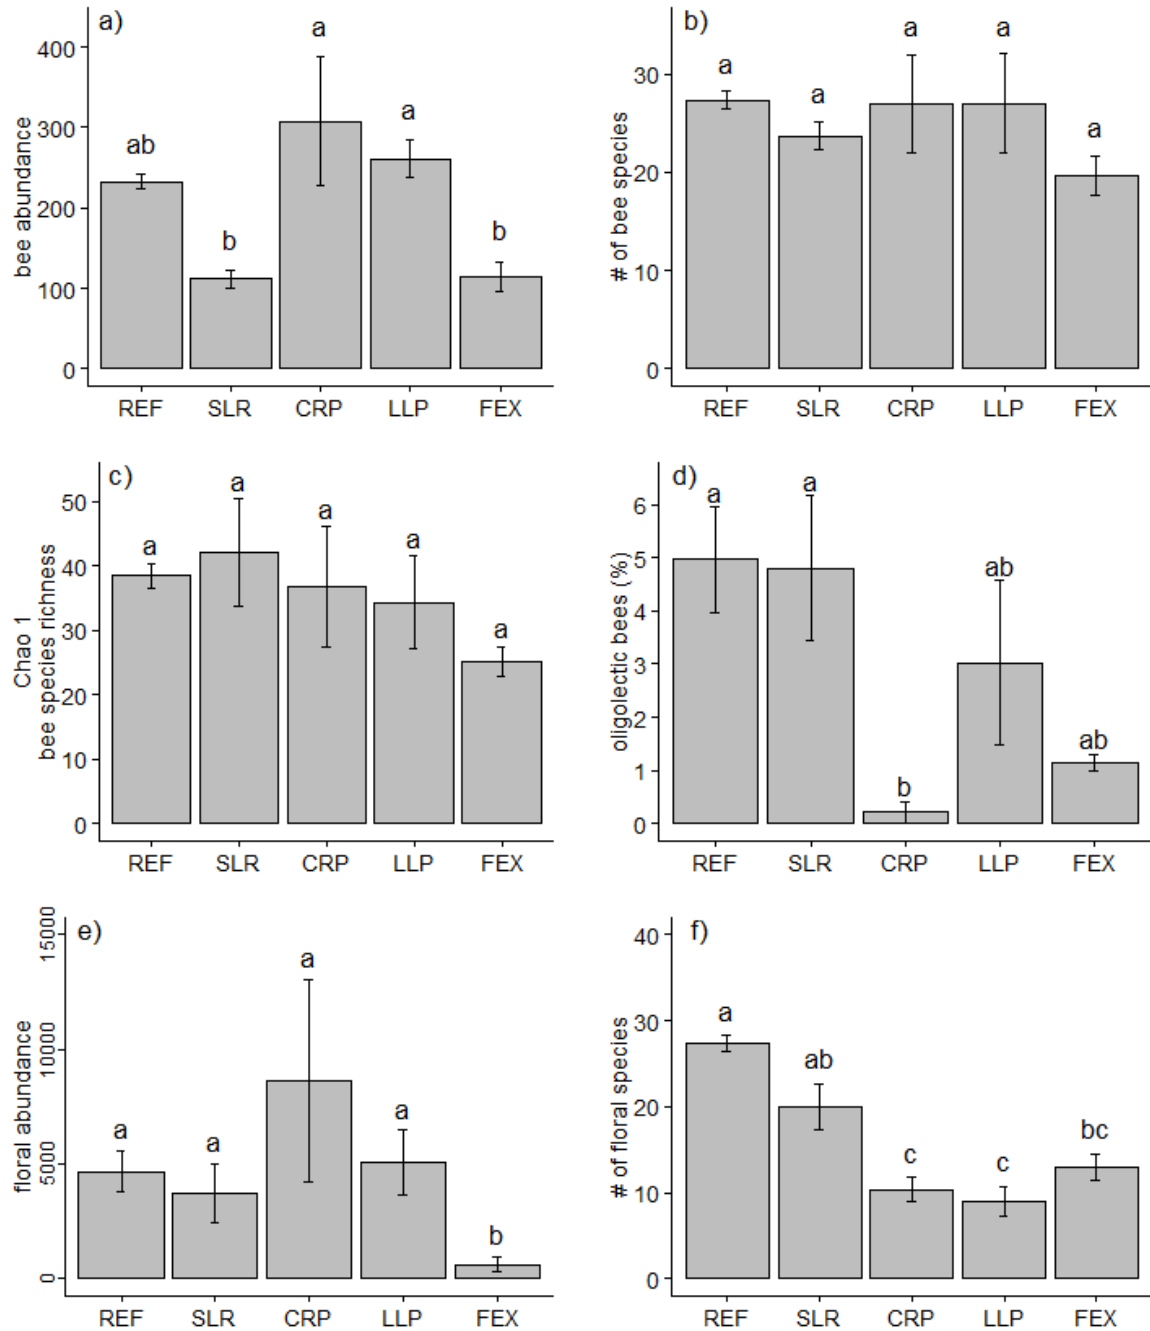 a)
bee abundance
400
300
200
100
0
ab
b
a
a
b
REF SLR CRP LLP FEX
b)
# of bee species
30
20
10
0
a
a
a
a
a
REF SLR CRP LLP FEX
c)
Chao 1
bee species richness
50
40
30
20
10
0
a
a
a
a
a
REF SLR CRP LLP FEX
d)
oligolectic bees (%)
6
5
4
3
2
1
0
a
a
b
ab
ab
REF SLR CRP LLP FEX
e)
floral abundance
15000
10000
5000
0
a
a
a
a
b
REF SLR CRP LLP FEX
f)
# of floral species
40
30
20
10
0
a
ab
c
c
bc
REF SLR CRP LLP FEX